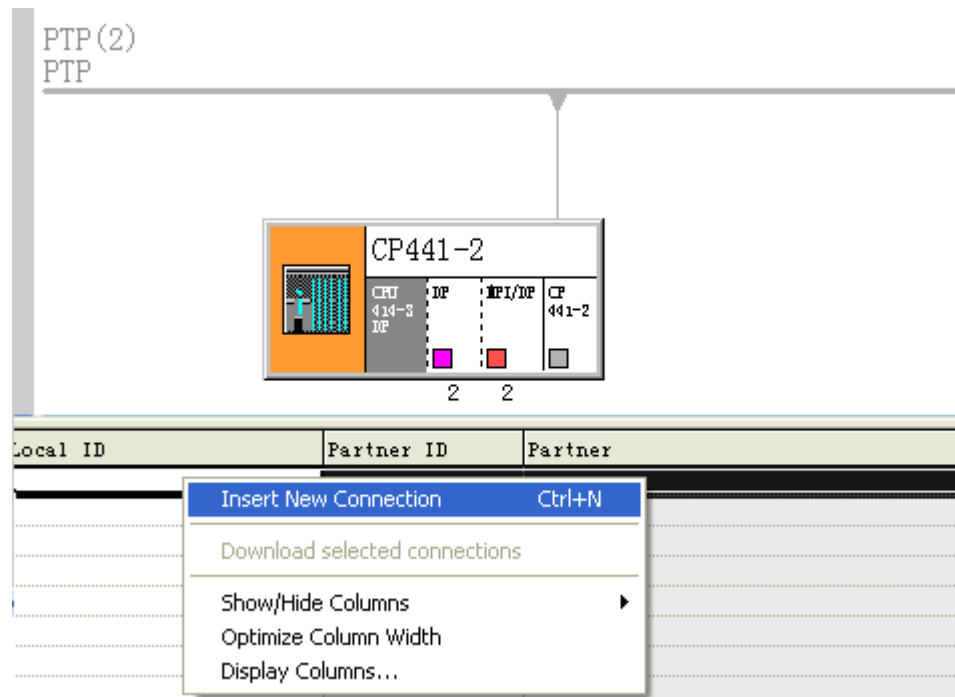 PTP(2)
PTP
CP441-2
CPU 414-3 DP
DP
MPI/DP
CP 441-2
2
2
Local ID
Partner ID
Partner
Insert New Connection
Ctrl+N
Download selected connections
Show/Hide Columns
Optimize Column Width
Display Columns...